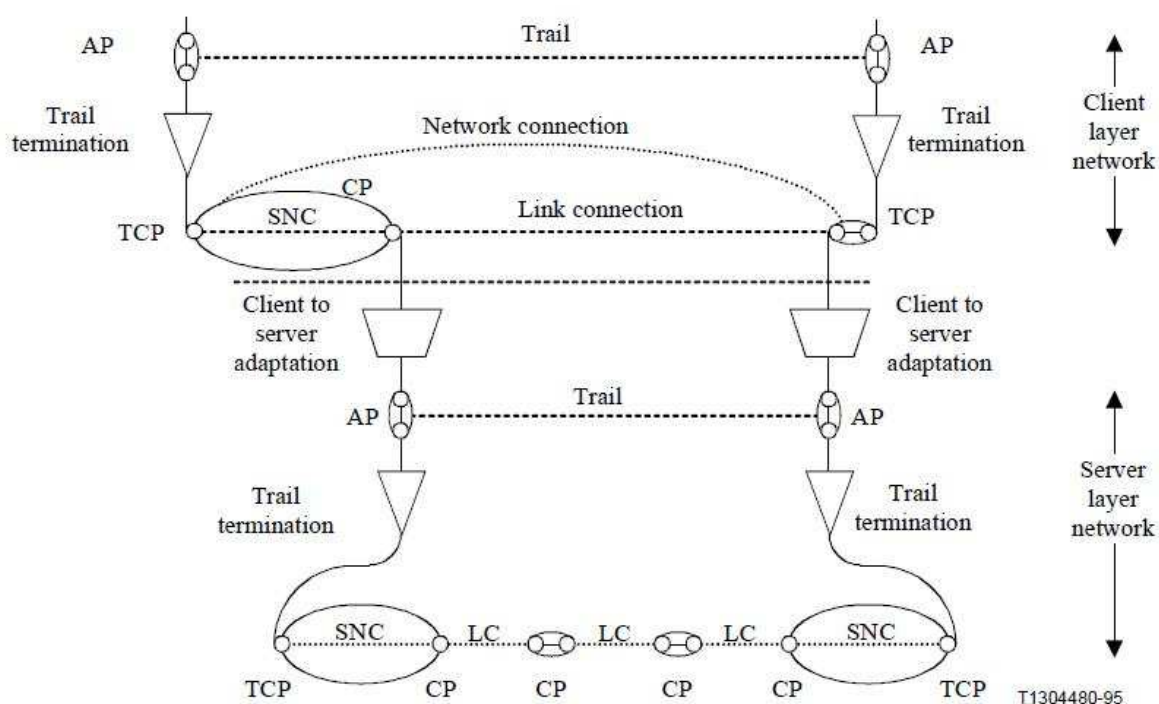 Trail
AP
AP
Trail
termination
Network connection
Trail
termination
Client
layer
network
CP
SNC
Link connection
TCP
TCP
Client to
server
adaptation
Client to
server
adaptation
Trail
AP
AP
Trail
termination
Trail
termination
Server
layer
network
SNC
LC
LC
LC
SNC
TCP
CP
CP
CP
CP
TCP
T1304480-95